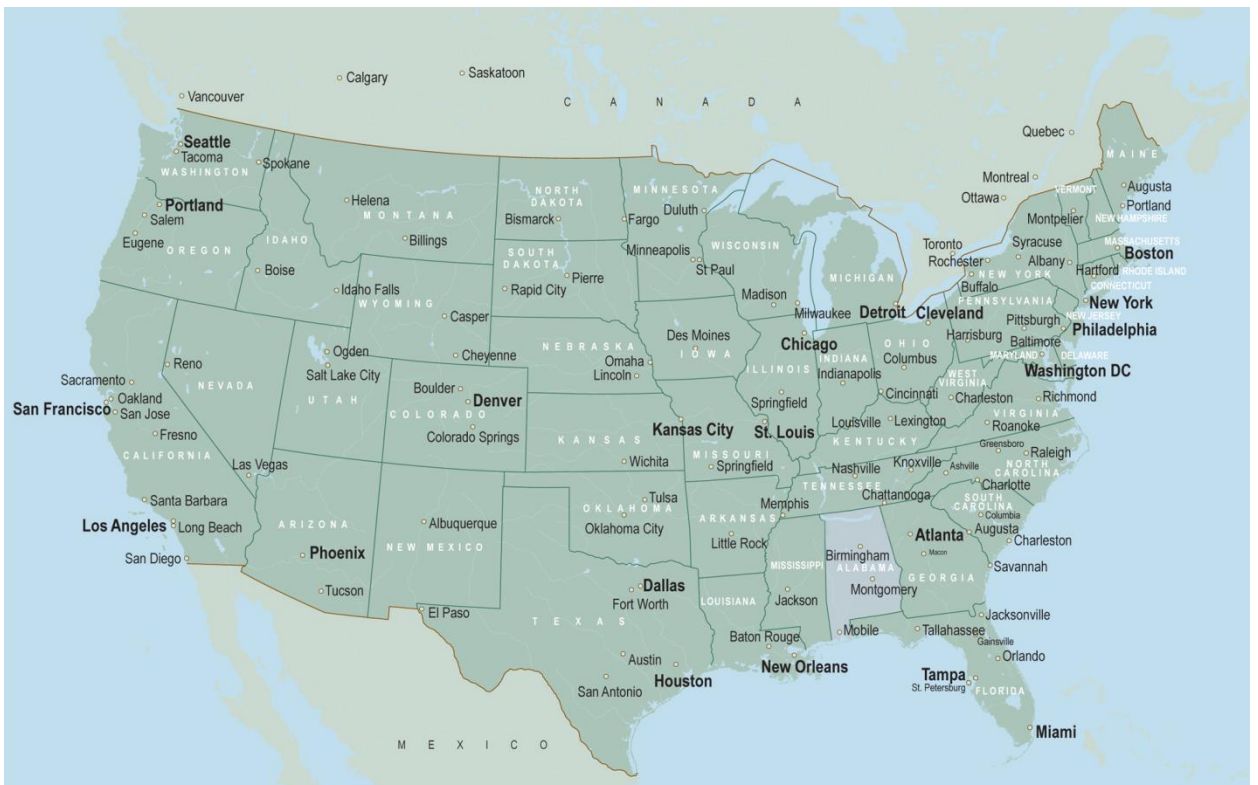 Calgary
Saskatoon
Vancouver
C A N A D A
Quebec
Seattle
Tacoma
WASHINGTON
Spokane
Portland
Salem
Eugene
OREGON
IDAHO
Boise
Idaho Falls
Helena
MONTANA
Billings
WYOMING
Casper
Cheyenne
NORTH
DAKOTA
Bismarck
Fargo
SOUTH
DAKOTA
Pierre
Rapid City
MINNESOTA
Duluth
Minneapolis
St Paul
WISCONSIN
Madison
Milwaukee
MICHIGAN
Detroit
Montreal
Ottawa
Toronto
MAINE
Augusta
Portland
VERMONT
Montpelier
NEW HAMPSHIRE
MASSACHUSETTS
Boston
Syracuse
Rochester
Albany
NEW YORK
Buffalo
Hartford
RHODE ISLAND
CONNECTICUT
New York
PENNSYLVANIA
Pittsburgh
Harrisburg
NEW JERSEY
Philadelphia
Baltimore
MARYLAND
DELAWARE
Washington DC
Cleveland
OHIO
Columbus
Cincinnati
INDIANA
Indianapolis
Chicago
ILLINOIS
Springfield
Des Moines
IOWA
NEBRASKA
Omaha
Lincoln
Reno
NEVADA
Ogden
Salt Lake City
UTAH
Boulder
Denver
COLORADO
Colorado Springs
Sacramento
Oakland
San Francisco
San Jose
Fresno
CALIFORNIA
Las Vegas
Santa Barbara
Los Angeles
Long Beach
San Diego
ARIZONA
Phoenix
Tucson
Albuquerque
NEW MEXICO
El Paso
KANSAS
Wichita
Kansas City
St. Louis
MISSOURI
Springfield
WEST
VIRGINIA
Charleston
Richmond
VIRGINIA
Roanoke
Louisville
Lexington
KENTUCKY
Nashville
Knoxville
TENNESSEE
Chattanooga
Memphis
Greensboro
Raleigh
Ashville
NORTH
CAROLINA
Charlotte
SOUTH
CAROLINA
Columbia
Augusta
Charleston
Tulsa
OKLAHOMA
Oklahoma City
ARKANSAS
Little Rock
MISSISSIPPI
Jackson
Birmingham
ALABAMA
Montgomery
Mobile
Atlanta
Macon
GEORGIA
Savannah
Dallas
Fort Worth
TEXAS
Austin
San Antonio
Houston
LOUISIANA
Baton Rouge
New Orleans
Jacksonville
Tallahassee
Gainsville
Orlando
Tampa
St. Petersburg
FLORIDA
Miami
M E X I C O